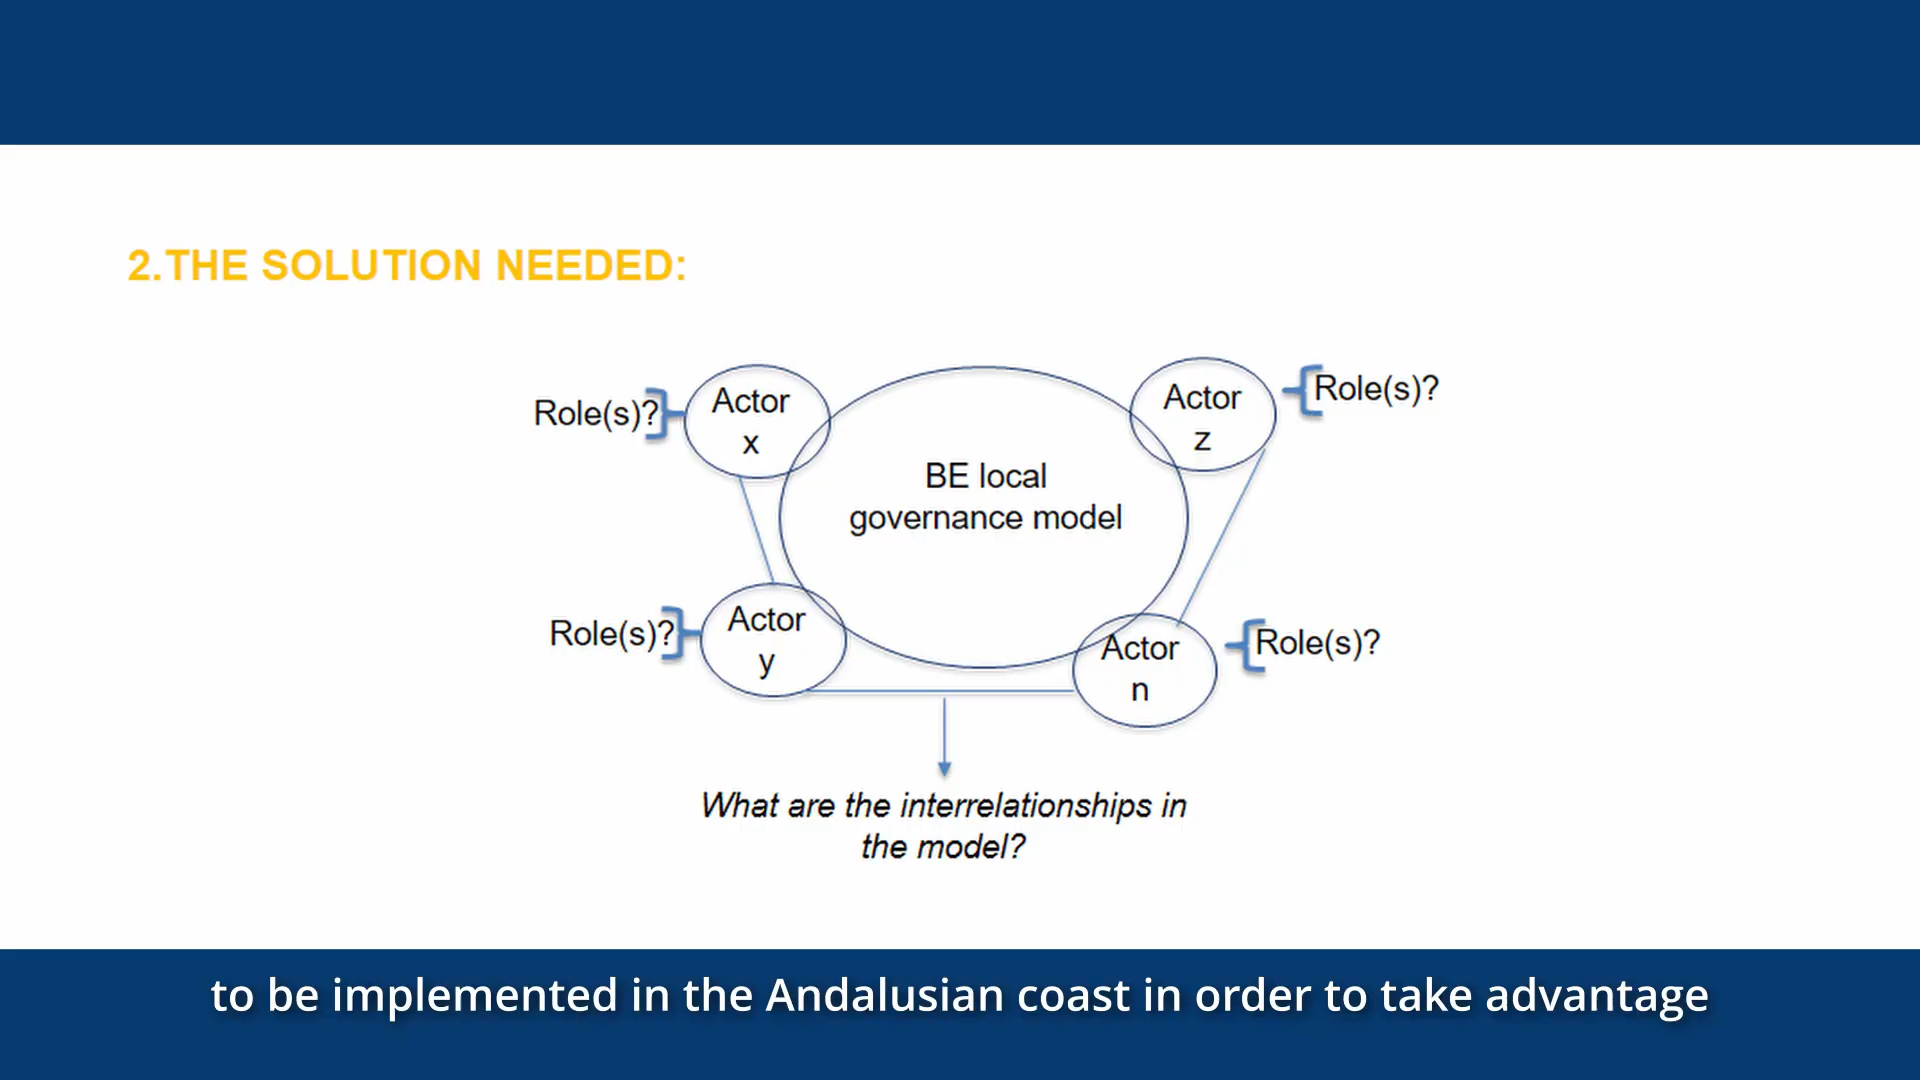 2.THE SOLUTION NEEDED:
Role(s)?
Actor
x
Actor
z
Role(s)?
BE local
governance model
Role(s)?
Actor
y
Actor
n
Role(s)?
What are the interrelationships in
the model?
to be implemented in the Andalusian coast in order to take advantage